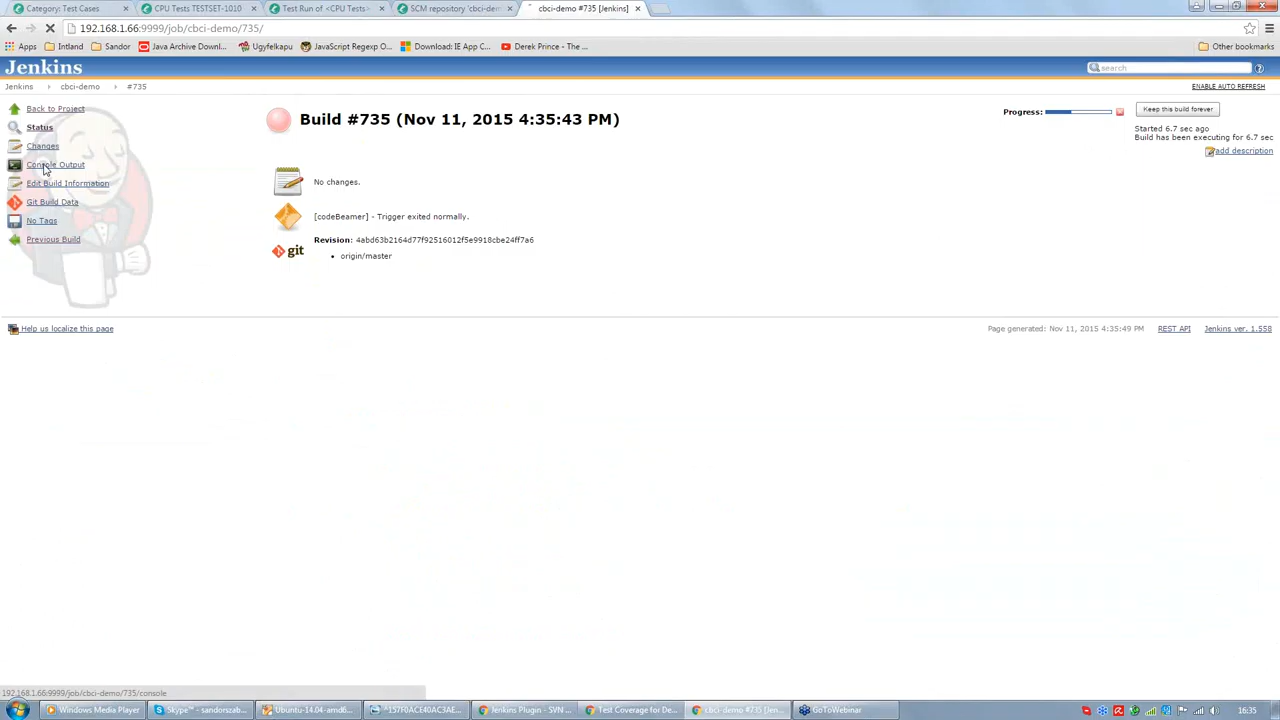 Category: Test Cases
CPU Tests TESTSET-1010
Test Run of <CPU Tests>
SCM repository 'cbci-dem
cbci-demo #735 [Jenkins]
192.168.1.66:9999/job/cbci-demo/735/
Apps
Intland
Sandor
Java Archive Downl...
Ugyfelkapu
JavaScript Regexp O...
Download: IE App C...
Derek Prince - The ...
Other bookmarks
Jenkins
search
Jenkins
cbci-demo
#735
ENABLE AUTO REFRESH
Back to Project
Status
Changes
Console Output
Edit Build Information
Git Build Data
No Tags
Previous Build
Build #735 (Nov 11, 2015 4:35:43 PM)
Progress:
Keep this build forever
Started 6.7 sec ago
Build has been executing for 6.7 sec
add description
No changes.
[codeBeamer] - Trigger exited normally.
git
Revision: 4abd63b2164d77f92516012f5e9918cbe24ff7a6
origin/master
Help us localize this page
Page generated: Nov 11, 2015 4:35:49 PM
REST API
Jenkins ver. 1.558
192.168.1.66:9999/job/cbci-demo/735/console
Windows Media Player
Skype™ - sandorszab...
Ubuntu-14.04-amd6...
^157F0ACE40AC3E...
Jenkins Plugin - SVN ...
Test Coverage for De...
cbci-demo #735 [Jen...
GoToWebinar
16:35